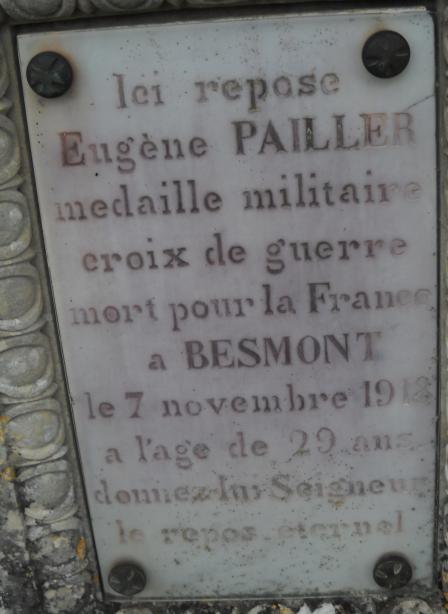 Ici repose
Eugène PAILLER
medaille militaire
croix de guerre
mort pour la France
a BESMONT
le 7 novembre 1918
a l'age de 29 ans
donnez-lui Seigneur
le repos eternel